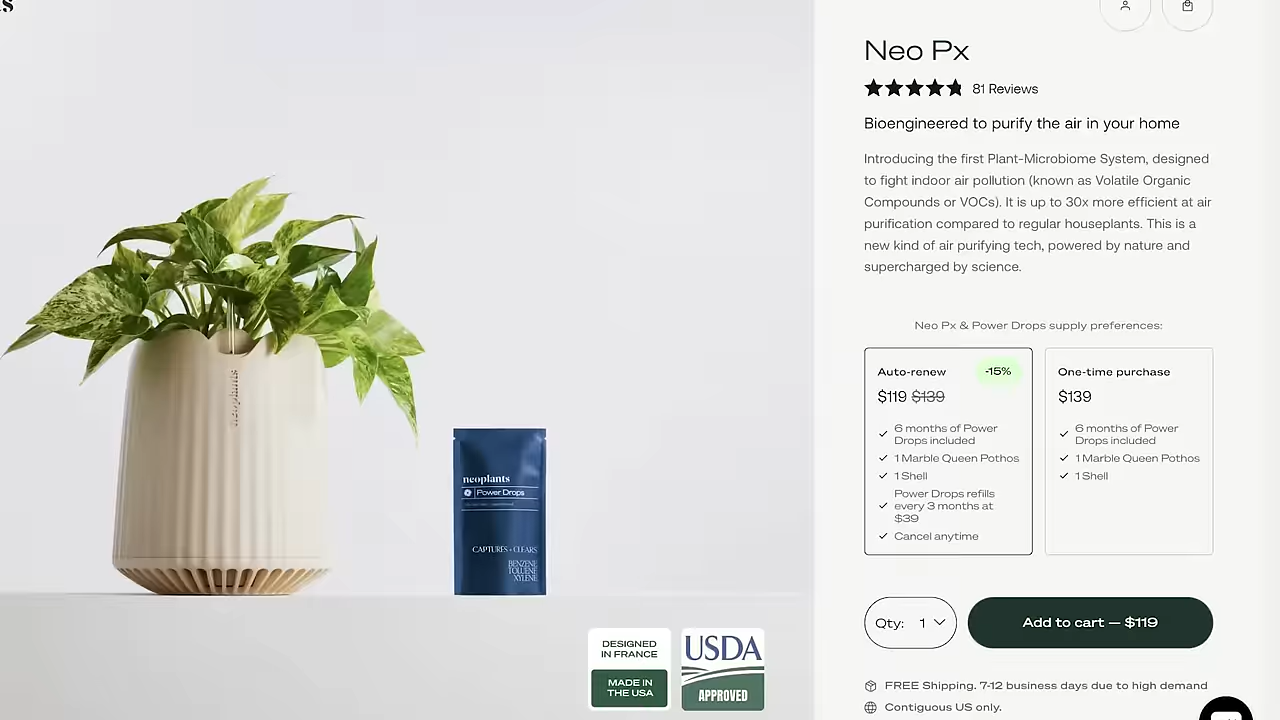 Neo Px
81 Reviews
Bioengineered to purify the air in your home
Introducing the first Plant-Microbiome System, designed
to fight indoor air pollution (known as Volatile Organic
Compounds or VOCs). It is up to 30x more efficient at air
purification compared to regular houseplants. This is a
new kind of air purifying tech, powered by nature and
supercharged by science.
Neo Px & Power Drops supply preferences:
Auto-renew
-15%
$119 $139
6 months of Power
Drops included
1 Marble Queen Pothos
1 Shell
Power Drops refills
every 3 months at
$39
Cancel anytime
One-time purchase
$139
6 months of Power
Drops included
1 Marble Queen Pothos
1 Shell
Qty: 1
Add to cart — $119
FREE Shipping. 7-12 business days due to high demand
Contiguous US only.
neoplants
neoplants
Power Drops
CAPTURES + CLEARS
BENZENE
TOLUENE
XYLENE
DESIGNED
IN FRANCE
MADE IN
THE USA
USDA
APPROVED